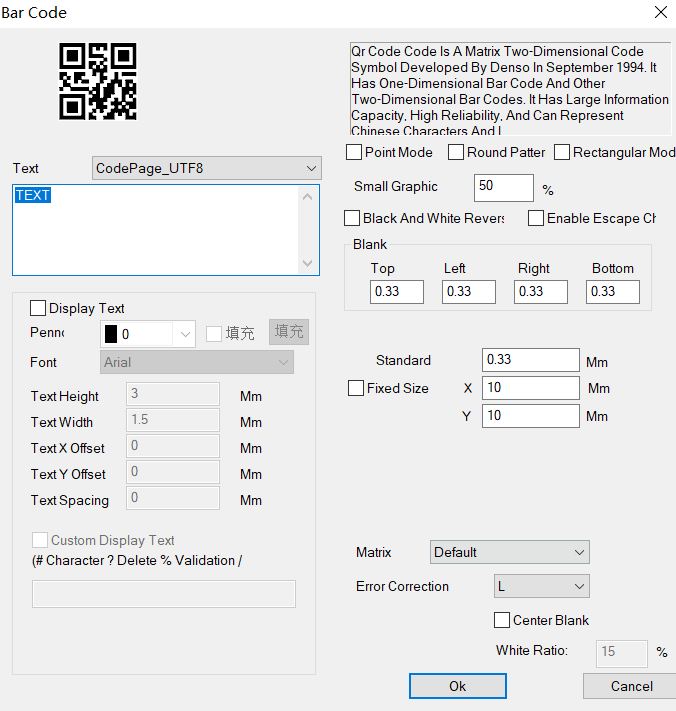 Bar Code
Qr Code Code Is A Matrix Two-Dimensional Code
Symbol Developed By Denso In September 1994. It
Has One-Dimensional Bar Code And Other
Two-Dimensional Bar Codes. It Has Large Information
Capacity, High Reliability, And Can Represent
Chinese Characters And I
Text CodePage_UTF8
TEXT
Point Mode Round Patter Rectangular Mod
Small Graphic 50 %
Black And White Revers Enable Escape Ch
Blank
Top Left Right Bottom
0.33 0.33 0.33 0.33
Display Text
Penno 0 填充 填充
Font Arial
Text Height 3 Mm
Text Width 1.5 Mm
Text X Offset 0 Mm
Text Y Offset 0 Mm
Text Spacing 0 Mm
Custom Display Text
(# Character ? Delete % Validation /
Standard 0.33 Mm
Fixed Size X 10 Mm
Y 10 Mm
Matrix Default
Error Correction L
Center Blank
White Ratio: 15 %
Ok Cancel